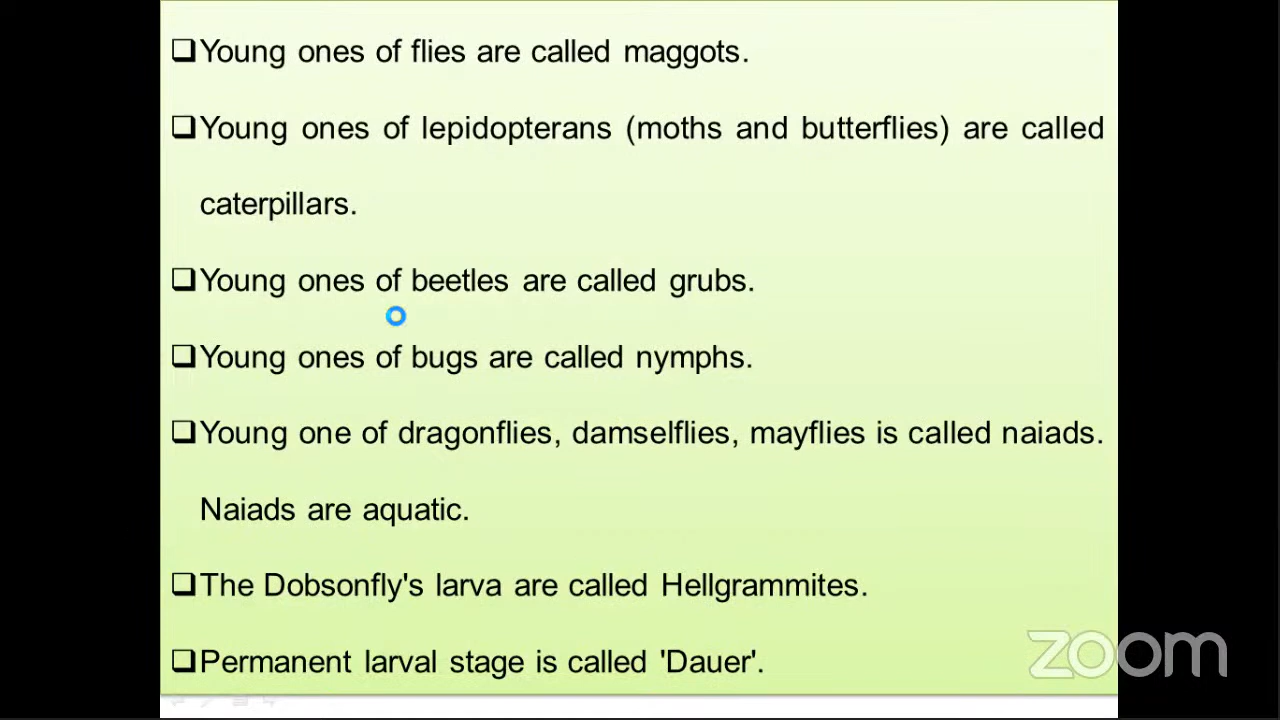 Young ones of flies are called maggots.
Young ones of lepidopterans (moths and butterflies) are called
caterpillars.
Young ones of beetles are called grubs.
Young ones of bugs are called nymphs.
Young one of dragonflies, damselflies, mayflies is called naiads.
Naiads are aquatic.
The Dobsonfly's larva are called Hellgrammites.
Permanent larval stage is called 'Dauer'.
zoom